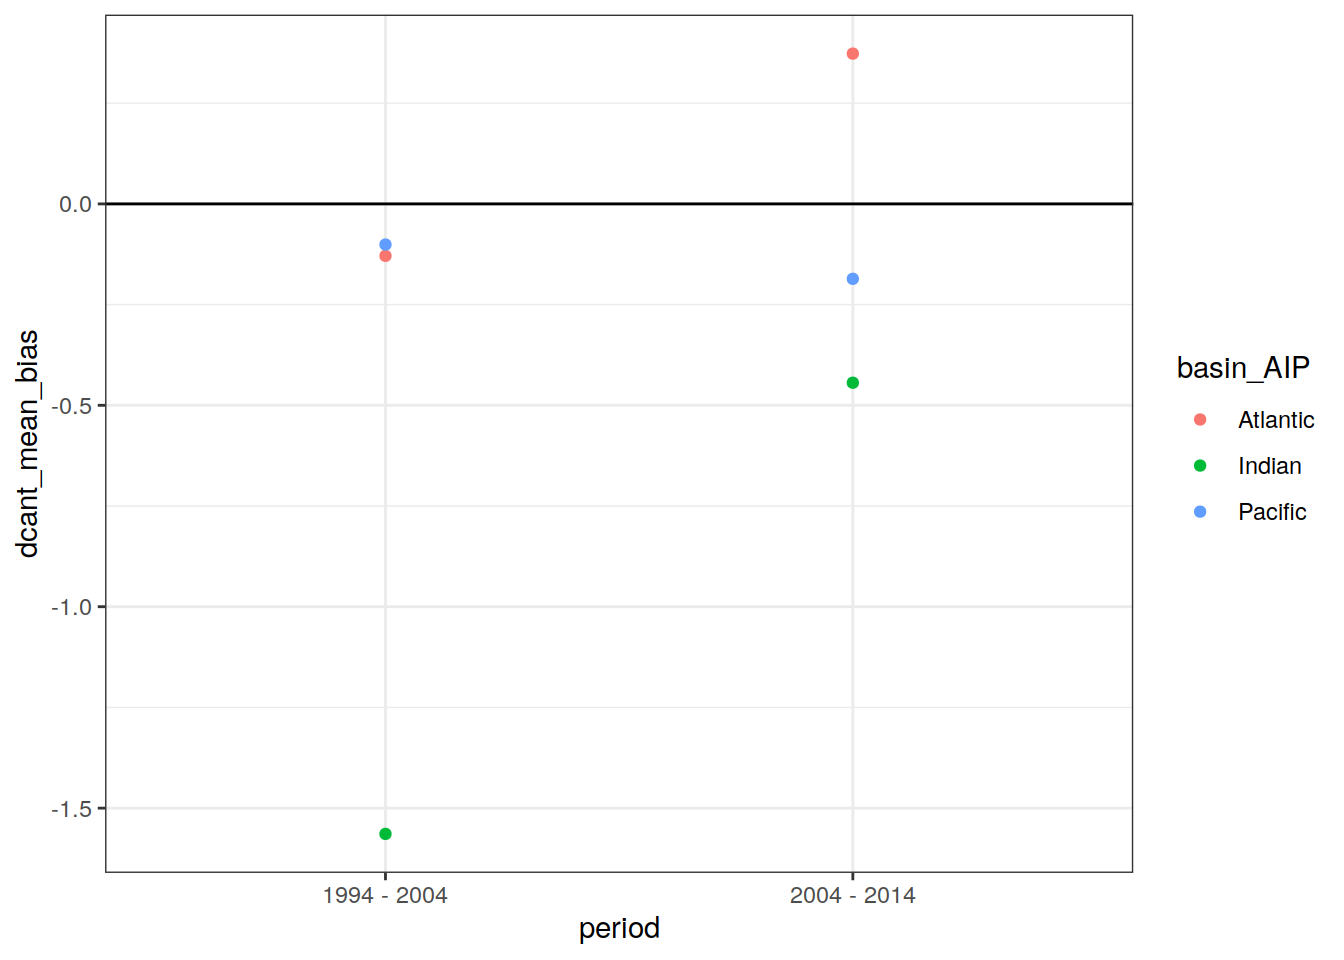 dcant_mean_bias
0.0
-0.5
-1.0
-1.5
1994 - 2004
2004 - 2014
period
basin_AIP
Atlantic
Indian
Pacific